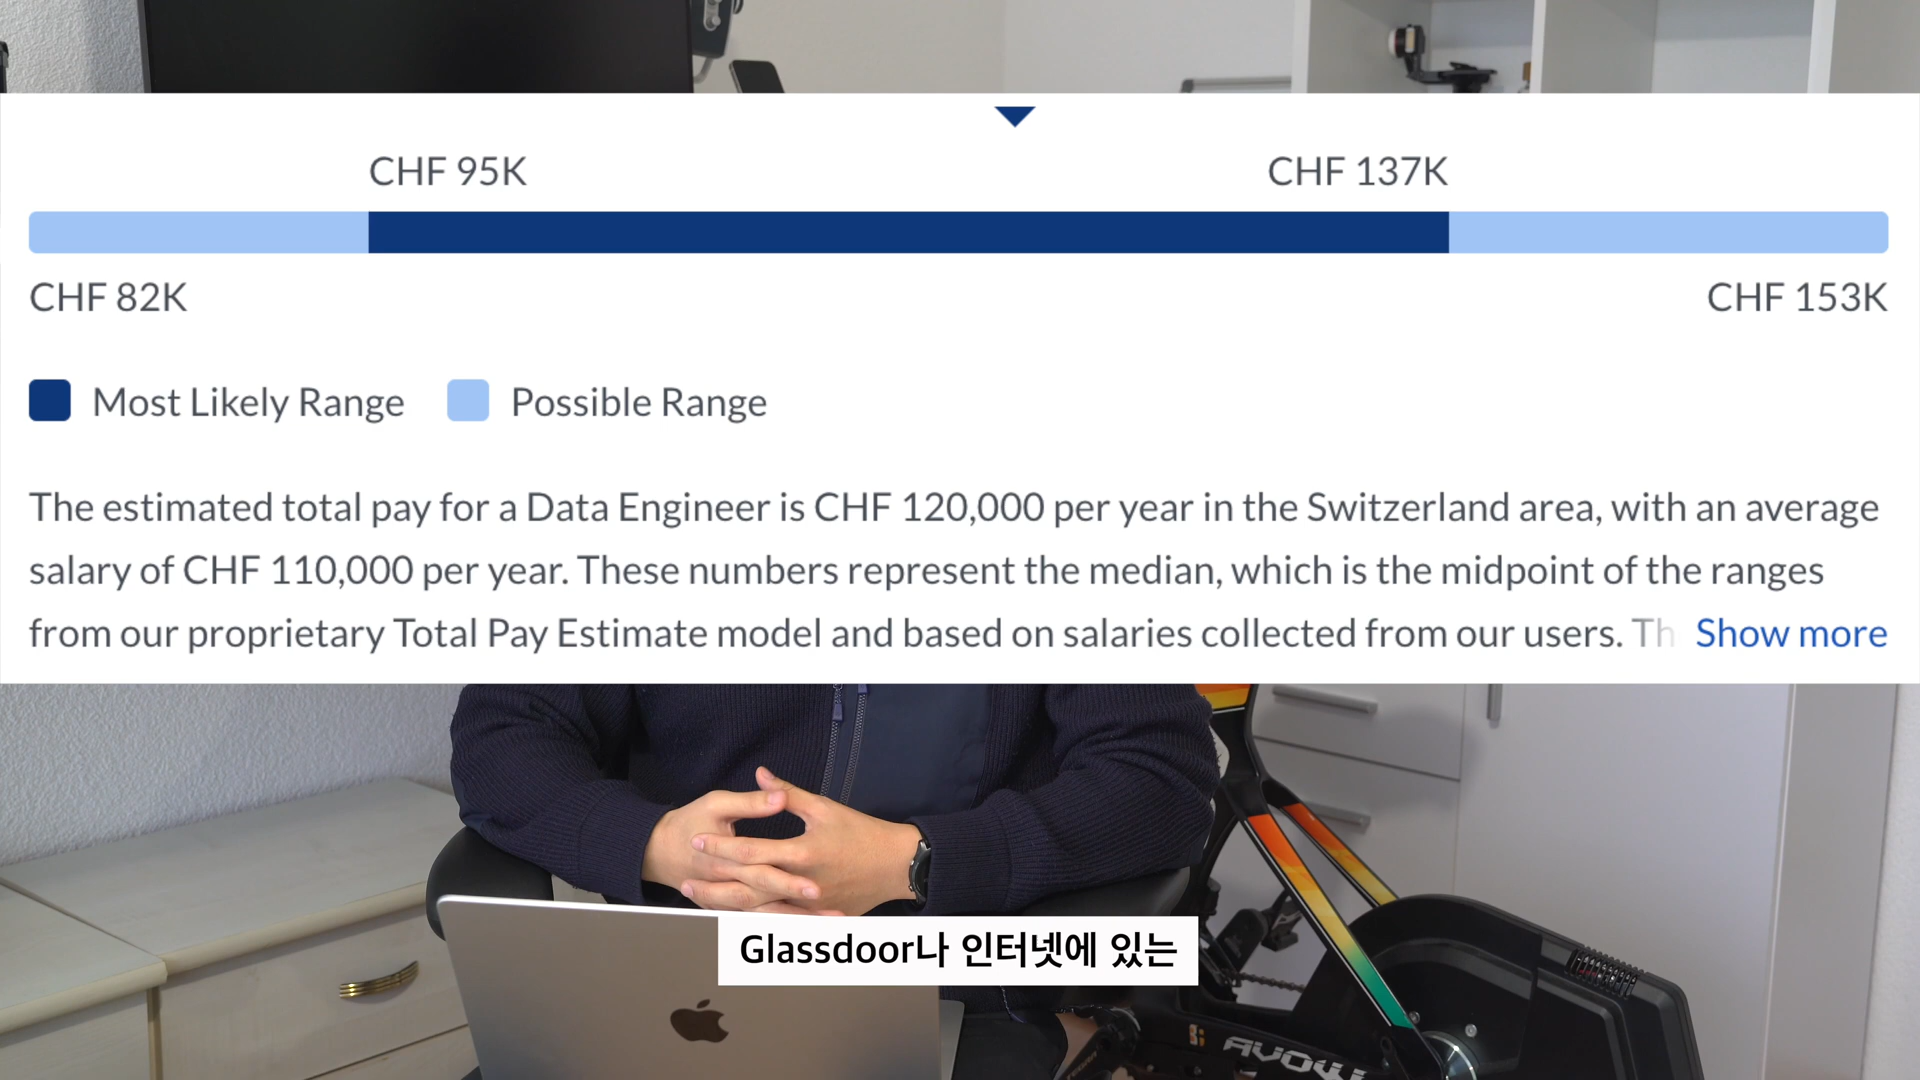 CHF 95K
CHF 137K
CHF 82K
CHF 153K
Most Likely Range
Possible Range
The estimated total pay for a Data Engineer is CHF 120,000 per year in the Switzerland area, with an average
salary of CHF 110,000 per year. These numbers represent the median, which is the midpoint of the ranges
from our proprietary Total Pay Estimate model and based on salaries collected from our users. Th Show more
Glassdoor나 인터넷에 있는